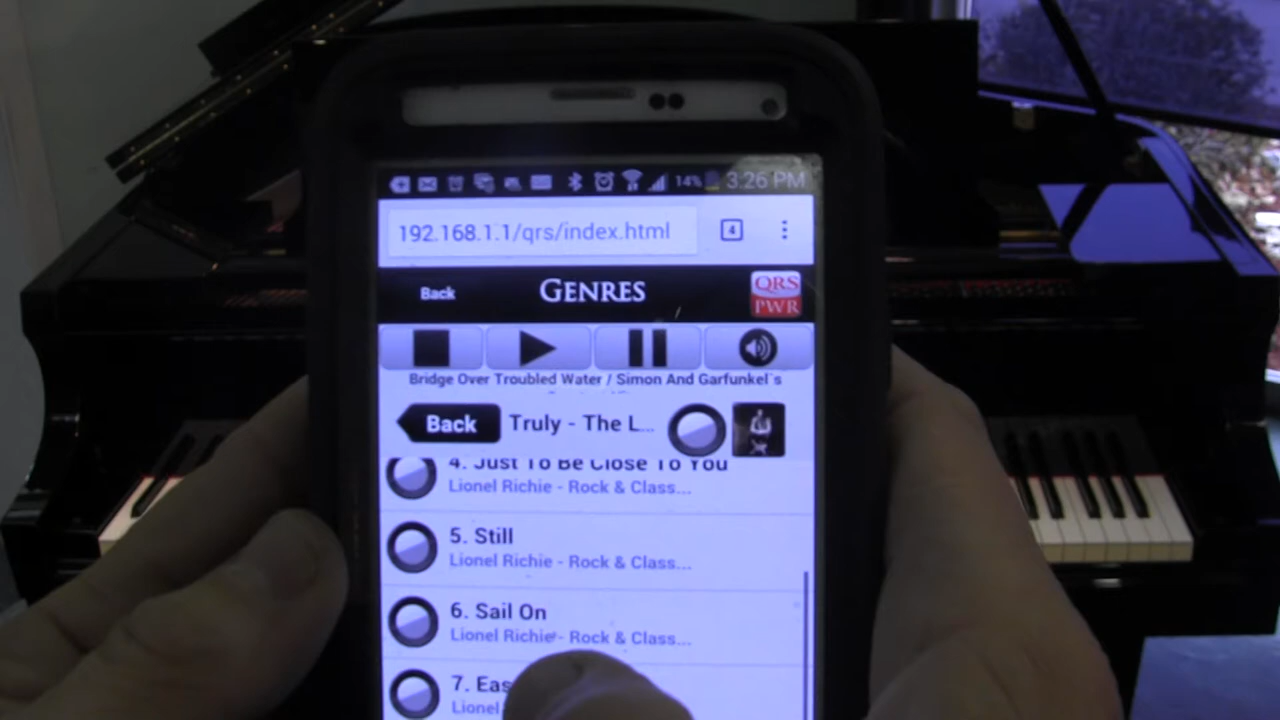 14% 3:26 PM
192.168.1.1/qrs/index.html
4
Back
GENRES
QRS
PWR
Bridge Over Troubled Water / Simon And Garfunkel's
Back
Truly - The L...
4. Just To Be Close To You
Lionel Richie - Rock & Class...
5. Still
Lionel Richie - Rock & Class...
6. Sail On
Lionel Richie - Rock & Class...
7. Eas
Lionel